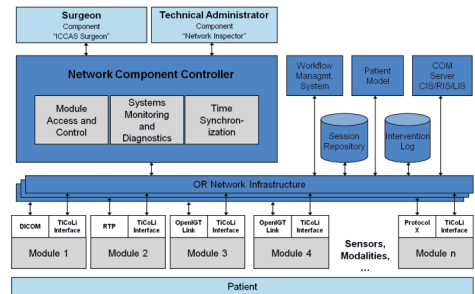 Surgeon
Component
"ICCAS Surgeon"
Technical Administrator
Component
"Network Inspector"
Network Component Controller
Module
Access and
Control
Systems
Monitoring
and
Diagnostics
Time
Synchron-
ization
Workflow
Managmt.
System
Patient
Model
COM
Server
CIS/RIS/LIS
Session
Repository
Intervention
Log
OR Network Infrastructure
DICOM
TiCoLi
Interface
Module 1
RTP
TiCoLi
Interface
Module 2
OpenIGT
Link
TiCoLi
Interface
Module 3
OpenIGT
Link
TiCoLi
Interface
Module 4
Sensors,
Modalities,
...
Protocol
X
TiCoLi
Interface
Module n
Patient